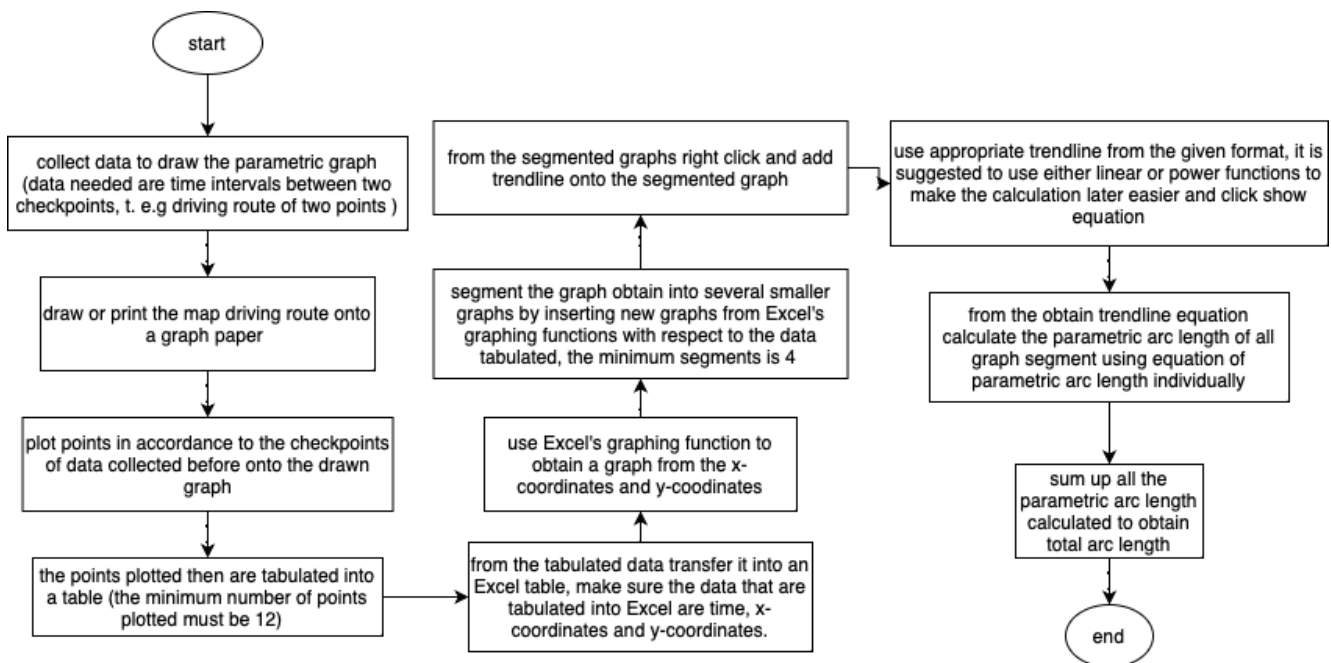 start
collect data to draw the parametric graph
(data needed are time intervals between two
checkpoints, t. e.g driving route of two points )
draw or print the map driving route onto
a graph paper
plot points in accordance to the checkpoints
of data collected before onto the drawn
graph
the points plotted then are tabulated into
a table (the minimum number of points
plotted must be 12)
from the tabulated data transfer it into an
Excel table, make sure the data that are
tabulated into Excel are time, x-
coordinates and y-coordinates.
use Excel's graphing function to
obtain a graph from the x-
coordinates and y-coodinates
segment the graph obtain into several smaller
graphs by inserting new graphs from Excel's
graphing functions with respect to the data
tabulated, the minimum segments is 4
from the segmented graphs right click and add
trendline onto the segmented graph
use appropriate trendline from the given format, it is
suggested to use either linear or power functions to
make the calculation later easier and click show
equation
from the obtain trendline equation
calculate the parametric arc length of all
graph segment using equation of
parametric arc length individually
sum up all the
parametric arc length
calculated to obtain
total arc length
end